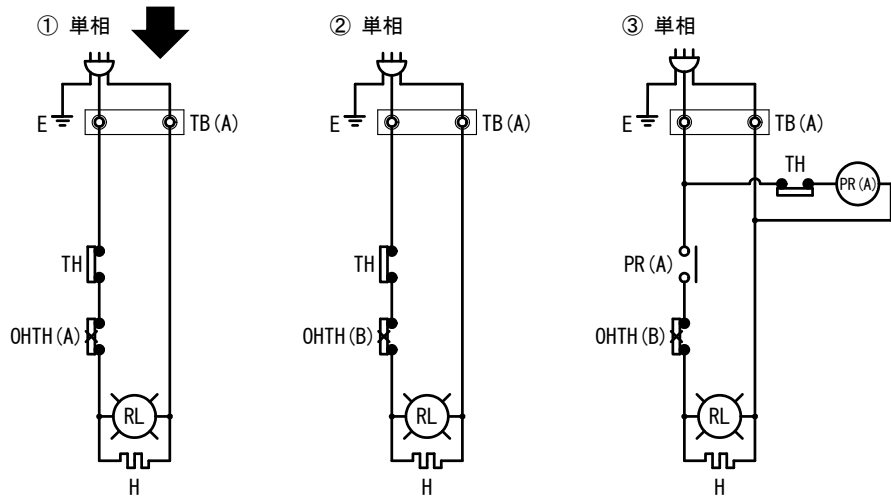 ① 単相
E
TB(A)
TH
OHTH(A)
RL
H
② 単相
E
TB(A)
TH
OHTH(B)
RL
H
③ 単相
E
TB(A)
TH
PR(A)
PR(A)
OHTH(B)
RL
H